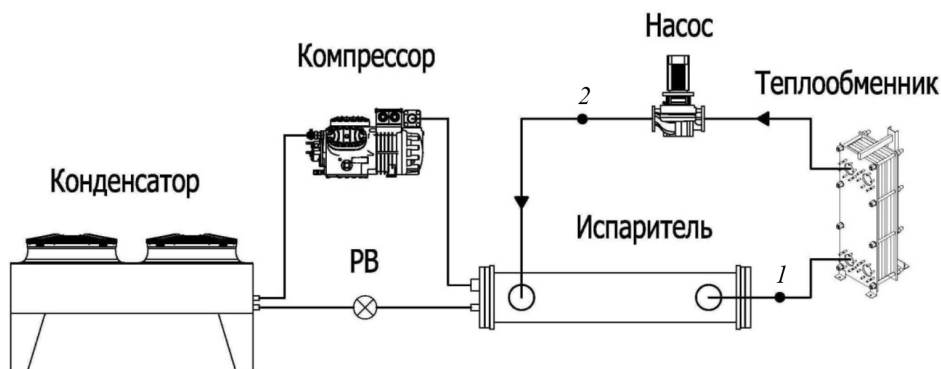 Насос
Компрессор
Теплообменник
2
Конденсатор
Испаритель
РВ
1